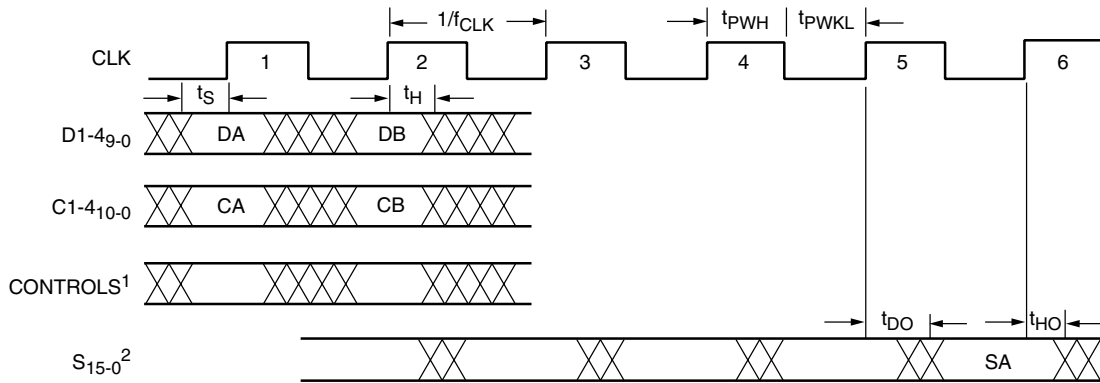 1/fCLK tPWH tPWKL
CLK 1 2 3 4 5 6
tS tH
D1-49-0 DA DB
C1-410-0 CA CB
CONTROLS1
tDO tHO
S15-02 SA